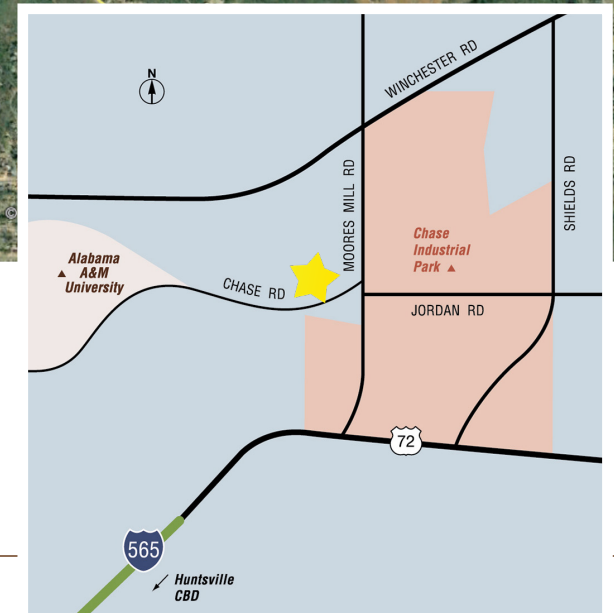 WINCHESTER RD
N
MOORES MILL RD
SHIELDS RD
©
Alabama
A&M
University
Chase
Industrial
Park
CHASE RD
JORDAN RD
72
565
Huntsville
CBD